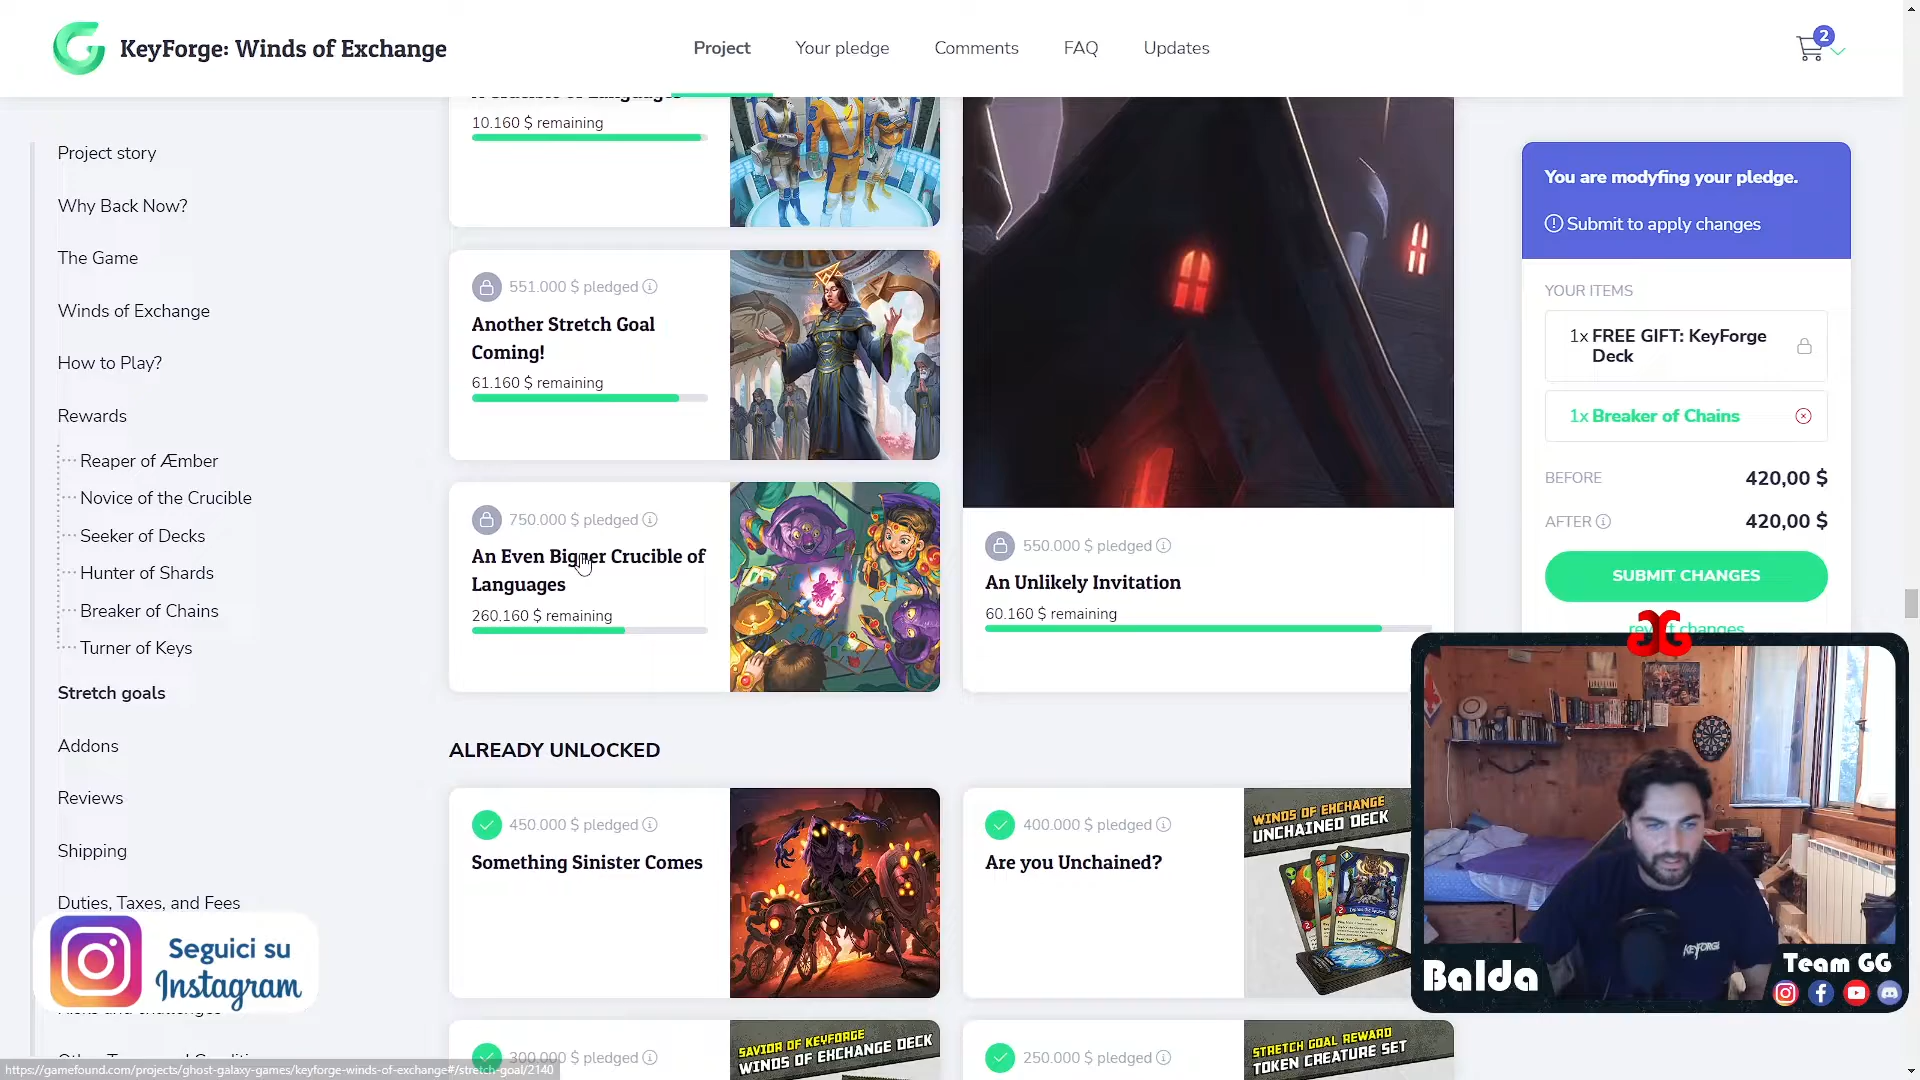 KeyForge: Winds of Exchange
Project
Your pledge
Comments
FAQ
Updates
2
Project story
Why Back Now?
The Game
Winds of Exchange
How to Play?
Rewards
Reaper of Æmber
Novice of the Crucible
Seeker of Decks
Hunter of Shards
Breaker of Chains
Turner of Keys
Stretch goals
Addons
Reviews
Shipping
Duties, Taxes, and Fees
Seguici su
Instagram
10.160 $ remaining
551.000 $ pledged
Another Stretch Goal
Coming!
61.160 $ remaining
750.000 $ pledged
An Even Bigger Crucible of
Languages
260.160 $ remaining
550.000 $ pledged
An Unlikely Invitation
60.160 $ remaining
ALREADY UNLOCKED
450.000 $ pledged
Something Sinister Comes
400.000 $ pledged
Are you Unchained?
WINDS OF EXCHANGE
UNCHAINED DECK
300.000 $ pledged
SAVIOR OF KEYFORGE
WINDS OF EXCHANGE DECK
250.000 $ pledged
STRETCH GOAL REWARD
TOKEN CREATURE SET
You are modyfing your pledge.
Submit to apply changes
YOUR ITEMS
1x FREE GIFT: KeyForge
Deck
1x Breaker of Chains
BEFORE
420,00 $
AFTER
420,00 $
SUBMIT CHANGES
GG
KEYFORGE
Balda
Team GG
https://gamefound.com/projects/ghost-galaxy-games/keyforge-winds-of-exchange#/stretch-goal/2140